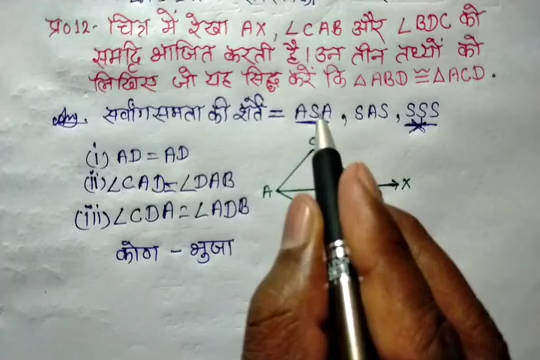 प्र०12- चित्र में रेखा AX, ∠CAB और ∠BDC को
समद्वि भाजित करती है। उन तीन तथ्यों को
लिखिए जो यह सिद्ध करें कि △ABD ≅ △ACD.
सर्वांगसमता की शर्तें = ASA, SAS, SSS
(i) AD = AD
(ii) ∠CAD = ∠DAB
(iii) ∠CDA = ∠ADB
A X
कोण - भुजा